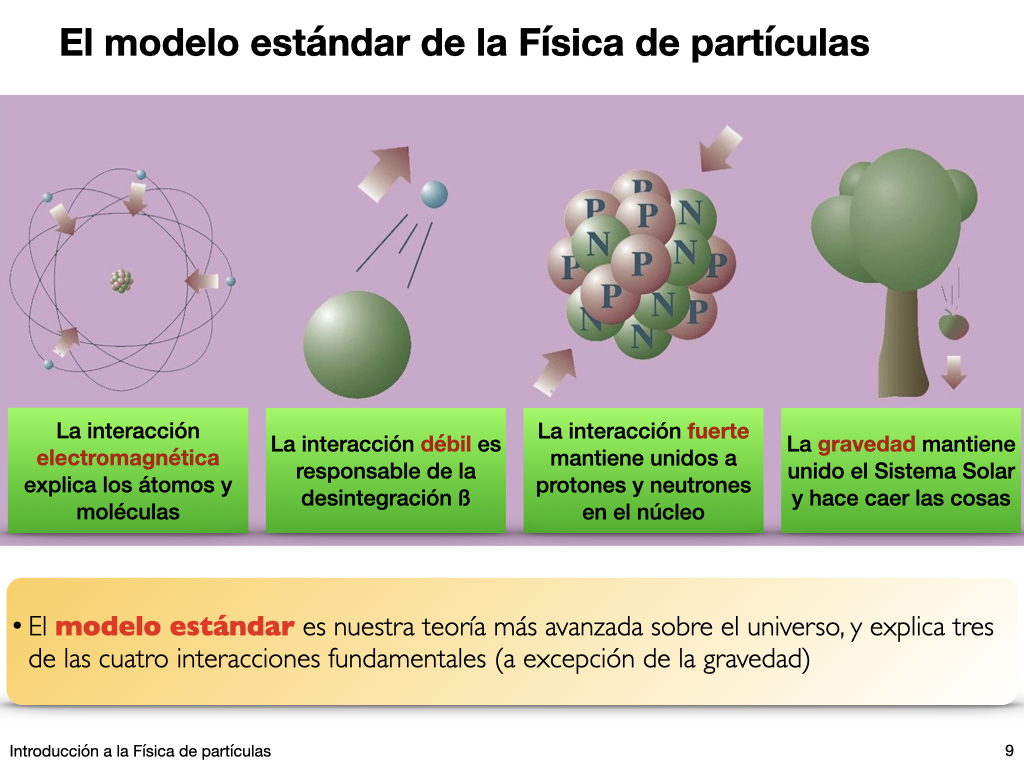 El modelo estándar de la Física de partículas
P
P
P
N
N
N
P
P
P
P
N
N
P
N
La interacción
electromagnética
explica los átomos y
moléculas
La interacción débil es
responsable de la
desintegración ß
La interacción fuerte
mantiene unidos a
protones y neutrones
en el núcleo
La gravedad mantiene
unido el Sistema Solar
y hace caer las cosas
• El modelo estándar es nuestra teoría más avanzada sobre el universo, y explica tres
de las cuatro interacciones fundamentales (a excepción de la gravedad)
Introducción a la Física de partículas
9